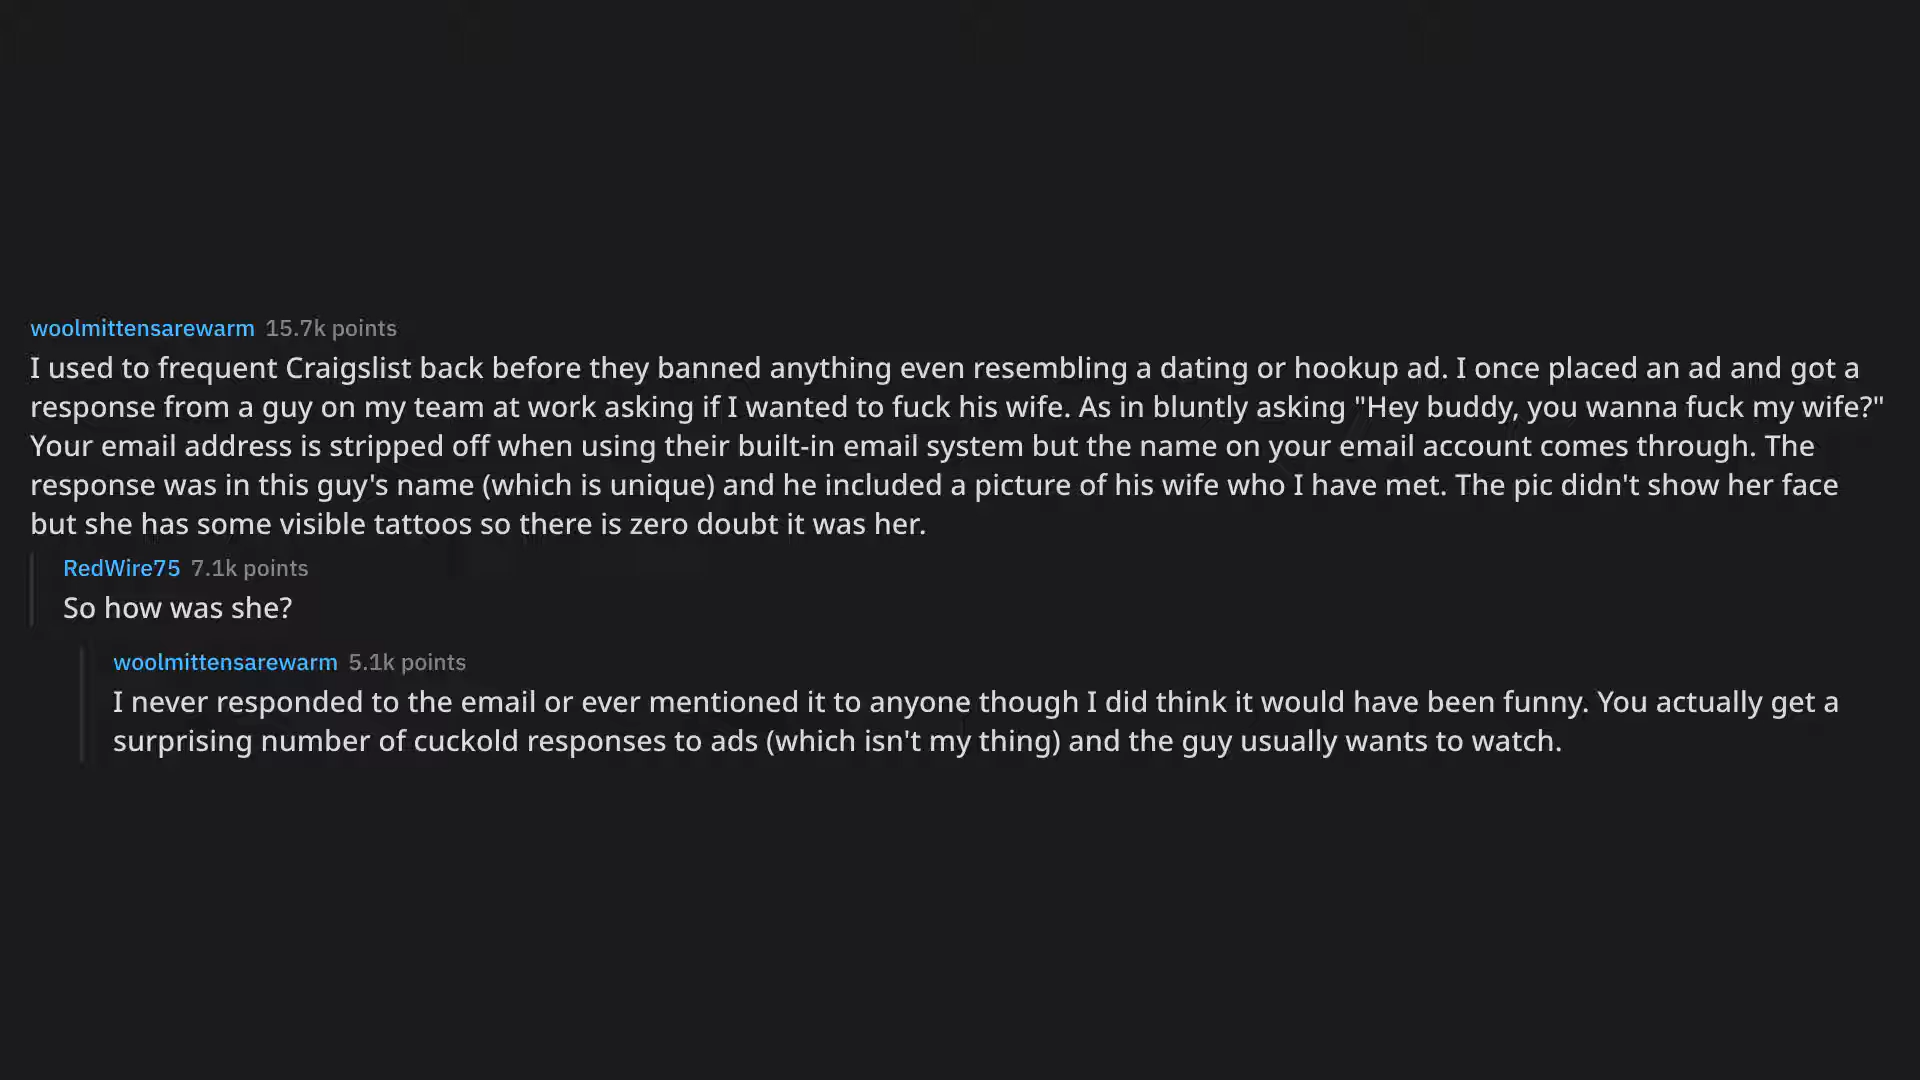 woolmittensarewarm 15.7k points
I used to frequent Craigslist back before they banned anything even resembling a dating or hookup ad. I once placed an ad and got a
response from a guy on my team at work asking if I wanted to fuck his wife. As in bluntly asking "Hey buddy, you wanna fuck my wife?"
Your email address is stripped off when using their built-in email system but the name on your email account comes through. The
response was in this guy's name (which is unique) and he included a picture of his wife who I have met. The pic didn't show her face
but she has some visible tattoos so there is zero doubt it was her.
RedWire75 7.1k points
So how was she?
woolmittensarewarm 5.1k points
I never responded to the email or ever mentioned it to anyone though I did think it would have been funny. You actually get a
surprising number of cuckold responses to ads (which isn't my thing) and the guy usually wants to watch.